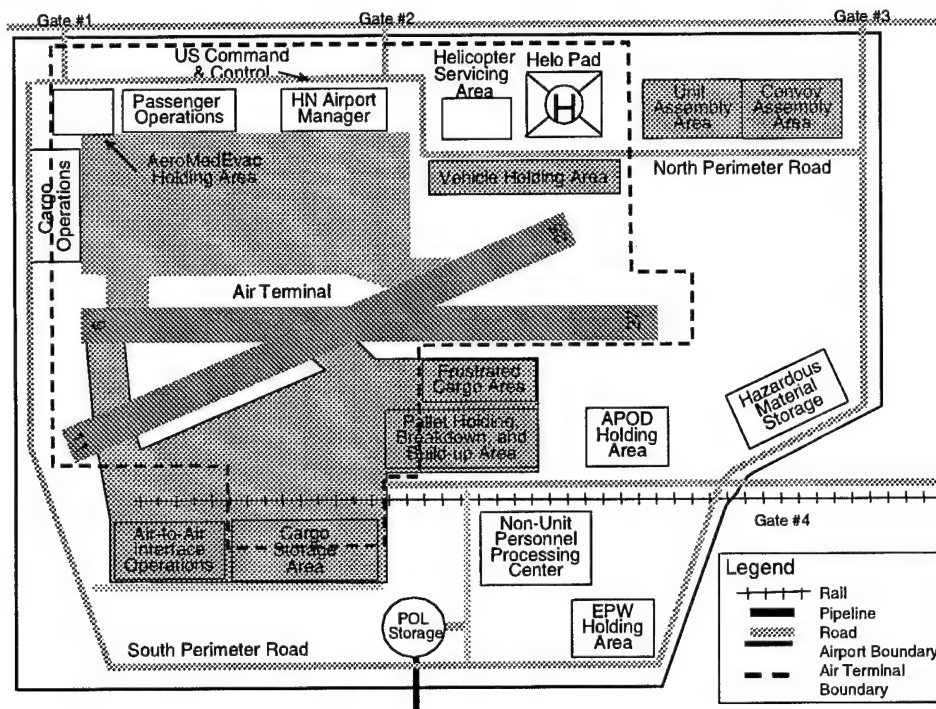 Gate #1
Gate #2
Gate #3
US Command
& Control
Helicopter
Servicing
Area
Helo Pad
H
Passenger
Operations
HN Airport
Manager
Unit
Assembly
Area
Convoy
Assembly
Area
AeroMedEvac
Holding Area
Vehicle Holding Area
North Perimeter Road
Cargo
Operations
Air Terminal
27
Frustrated
Cargo Area
Pallet Holding,
Breakdown, and
Build-up Area
APOD
Holding
Area
Hazardous
Material
Storage
Gate #4
Air-to-Air
Interface
Operations
Cargo
Storage
Area
Non-Unit
Personnel
Processing
Center
EPW
Holding
Area
POL
Storage
South Perimeter Road
Legend
Rail
Pipeline
Road
Airport Boundary
Air Terminal
Boundary